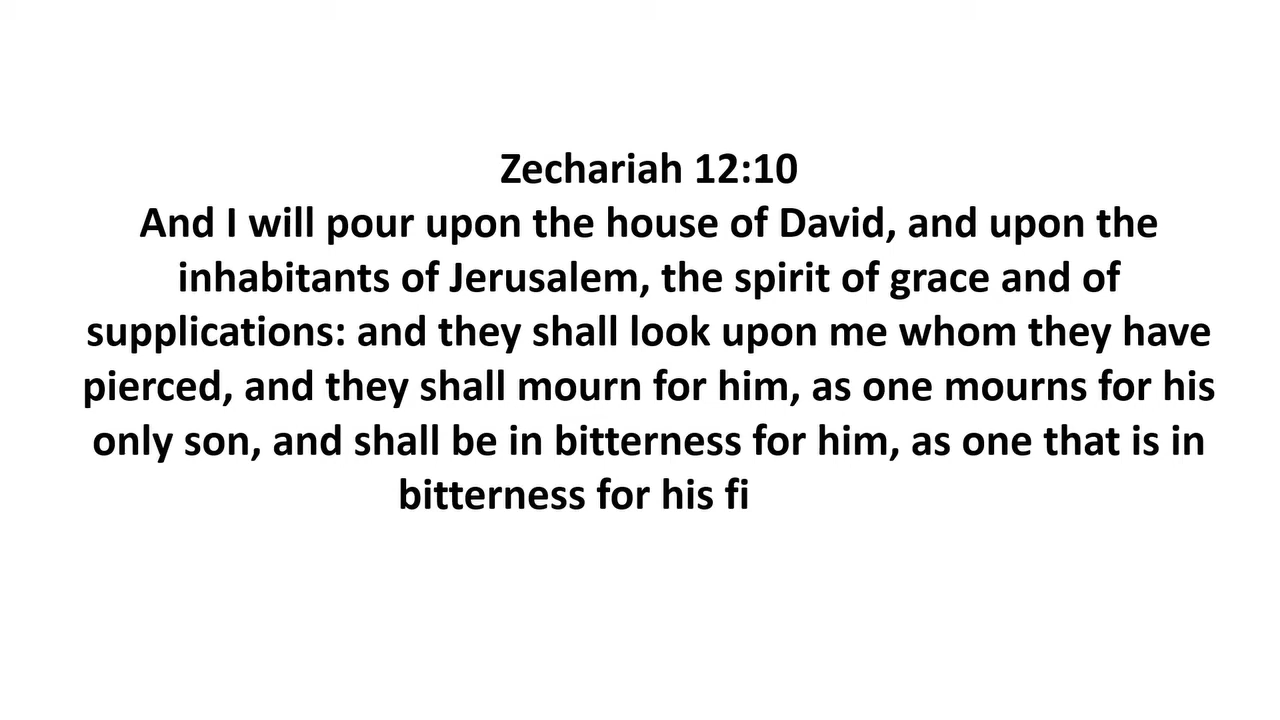 Zechariah 12:10
And I will pour upon the house of David, and upon the
inhabitants of Jerusalem, the spirit of grace and of
supplications: and they shall look upon me whom they have
pierced, and they shall mourn for him, as one mourns for his
only son, and shall be in bitterness for him, as one that is in
bitterness for his fi